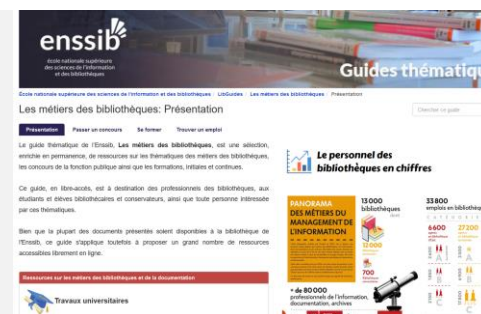 enssib
école nationale supérieure
des sciences de l'information
et des bibliothèques
Guides thématiq
École nationale supérieure des sciences de l'information et des bibliothèques LibGuides Les métiers des bibliothèques Présentation
Les métiers des bibliothèques: Présentation
Chercher ce guide
Présentation Passer un concours Se former Trouver un emploi
Le guide thématique de l'Enssib, Les métiers des bibliothèques, est une sélection,
enrichie en permanence, de ressources sur les thématiques des métiers des bibliothèques,
les concours de la fonction publique ainsi que les formations, initiales et continues.
Ce guide, en libre-accès, est à destination des professionnels des bibliothèques, aux
étudiants et élèves bibliothécaires et conservateurs, ainsi que toute personne intéressée
par ces thématiques.
Bien que la plupart des documents présentés soient disponibles à la bibliothèque de
l'Enssib, ce guide s'applique toutefois à proposer un grand nombre de ressources
accessibles librement en ligne.
Ressources sur les métiers des bibliothèques et de la documentation
Travaux universitaires
Le personnel des
bibliothèques en chiffres
PANORAMA
DES MÉTIERS DU
MANAGEMENT DE
L'INFORMATION
13000
bibliothèques
dont
12000
700
+ de 80000
professionnels de l'information,
documentation, archives
33800
emplois en bibliothèq
6600
27200
A
A
B
B
C
C